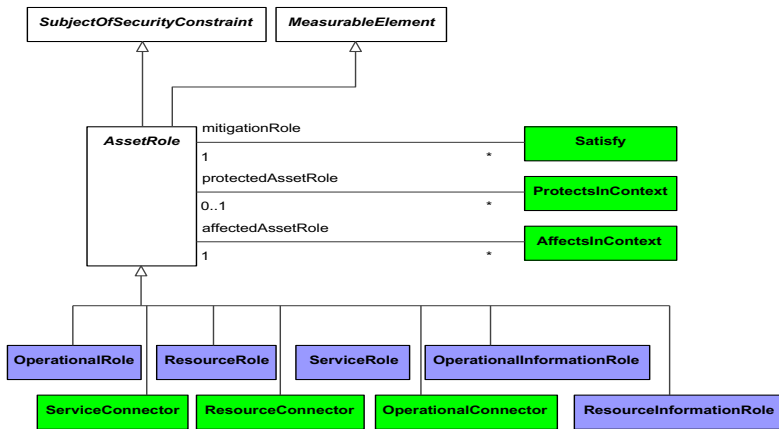 SubjectOfSecurityConstraint
MeasurableElement
AssetRole
mitigationRole
1
*
Satisfy
protectedAssetRole
0..1
*
ProtectsInContext
affectedAssetRole
1
*
AffectsInContext
OperationalRole
ResourceRole
ServiceRole
OperationalInformationRole
ServiceConnector
ResourceConnector
OperationalConnector
ResourceInformationRole